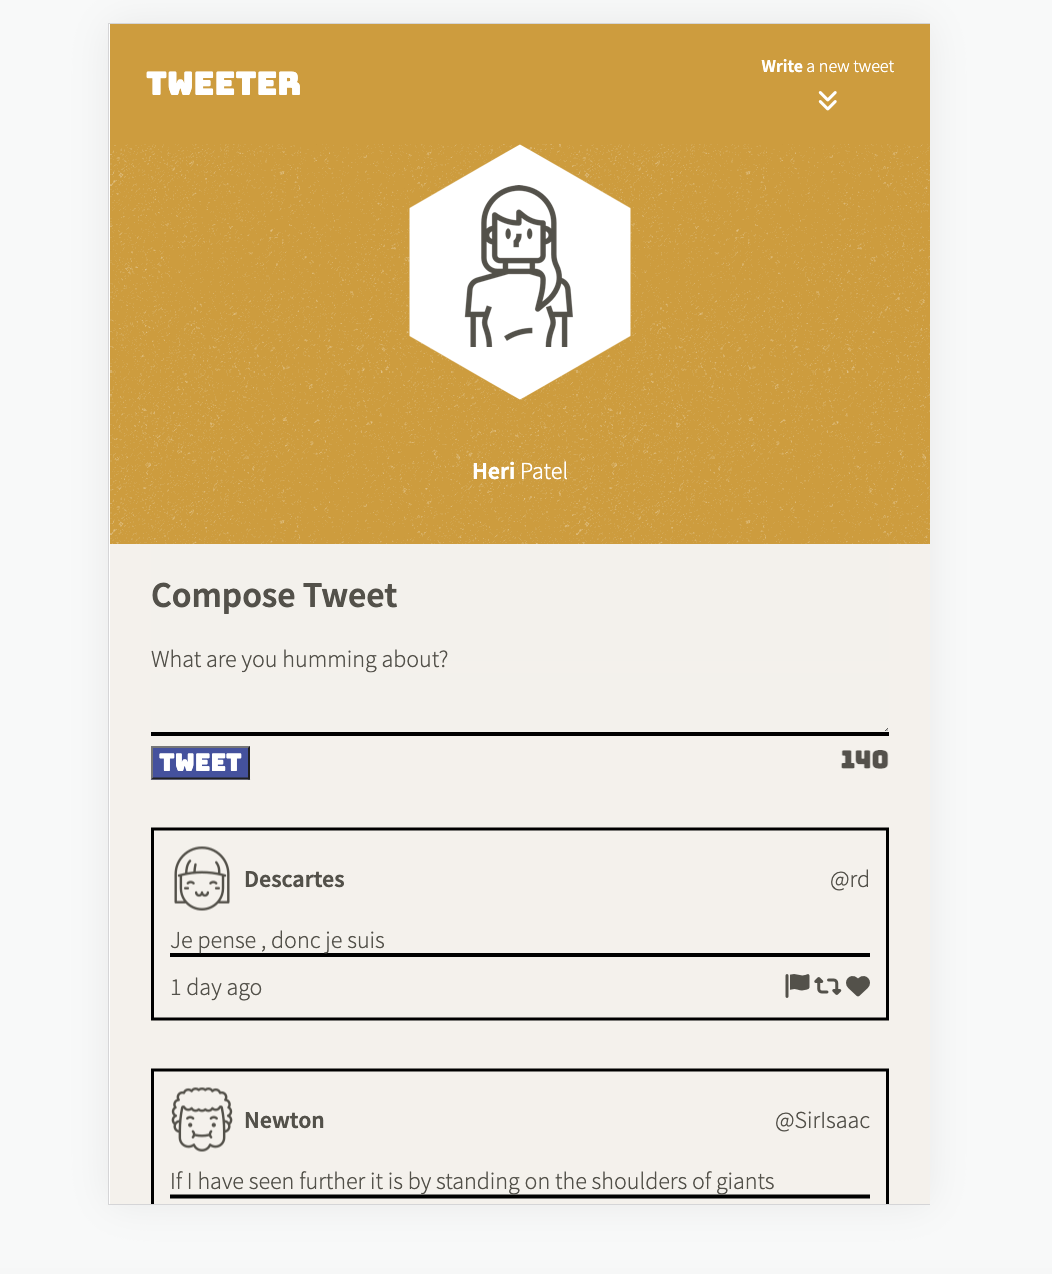 TWEETER
Write a new tweet
Heri Patel
Compose Tweet
What are you humming about?
TWEET
140
Descartes
@rd
Je pense , donc je suis
1 day ago
Newton
@SirIsaac
If I have seen further it is by standing on the shoulders of giants